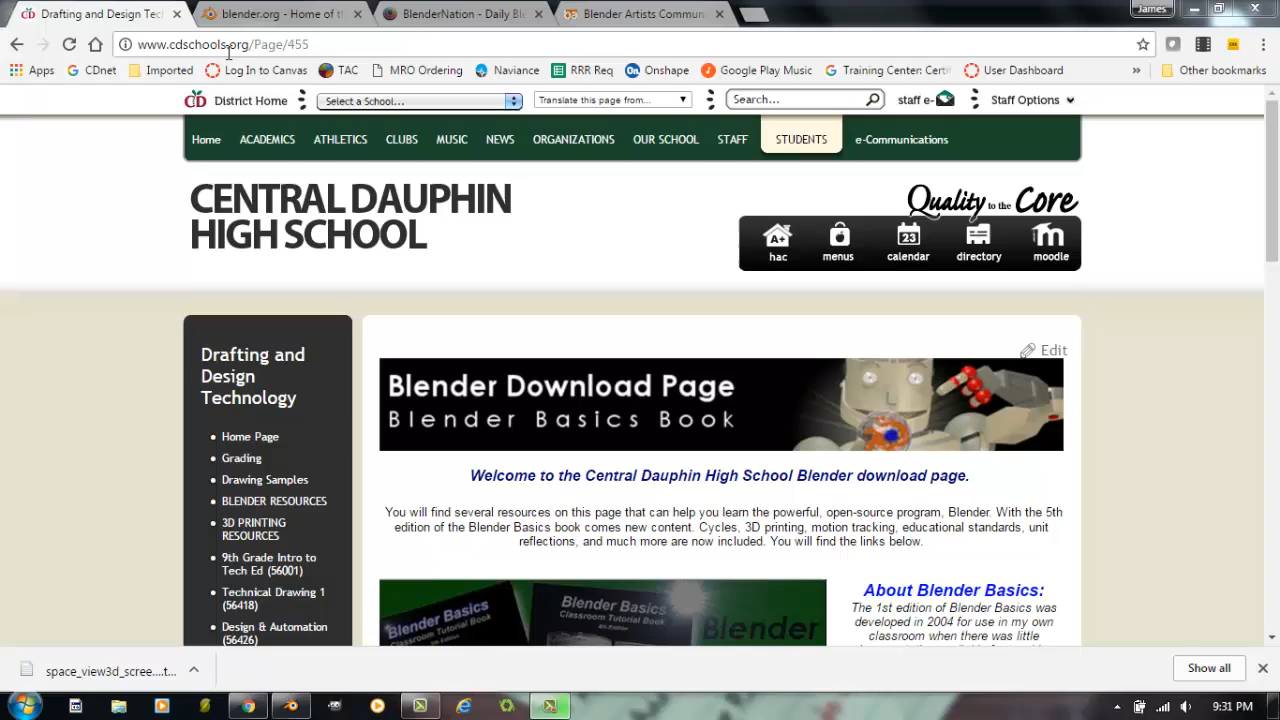 Drafting and Design Tech
blender.org - Home of th
BlenderNation - Daily Ble
Blender Artists Commun
James
www.cdschools.org/Page/455
Apps
CDnet
Imported
Log In to Canvas
TAC
MRO Ordering
Naviance
RRR Req
Onshape
Google Play Music
Training Center: Certi
User Dashboard
»
Other bookmarks
CD District Home
Select a School...
Translate this page from...
Search...
staff e-
Staff Options
Home
ACADEMICS
ATHLETICS
CLUBS
MUSIC
NEWS
ORGANIZATIONS
OUR SCHOOL
STAFF
STUDENTS
e-Communications
CENTRAL DAUPHIN
HIGH SCHOOL
Quality to the Core
A+
23
hac
menus
calendar
directory
moodle
Drafting and
Design
Technology
Home Page
Grading
Drawing Samples
BLENDER RESOURCES
3D PRINTING
RESOURCES
9th Grade Intro to
Tech Ed (56001)
Technical Drawing 1
(56418)
Design & Automation
(56426)
Edit
Blender Download Page
Blender Basics Book
Welcome to the Central Dauphin High School Blender download page.
You will find several resources on this page that can help you learn the powerful, open-source program, Blender. With the 5th
edition of the Blender Basics book comes new content. Cycles, 3D printing, motion tracking, educational standards, unit
reflections, and much more are now included. You will find the links below.
Blender Basics
Classroom Tutorial Book
Blender Basics
Classroom Tutorial Book
Blender
About Blender Basics:
The 1st edition of Blender Basics was
developed in 2004 for use in my own
classroom when there was little
space_view3d_scree....t...
Show all
9:31 PM